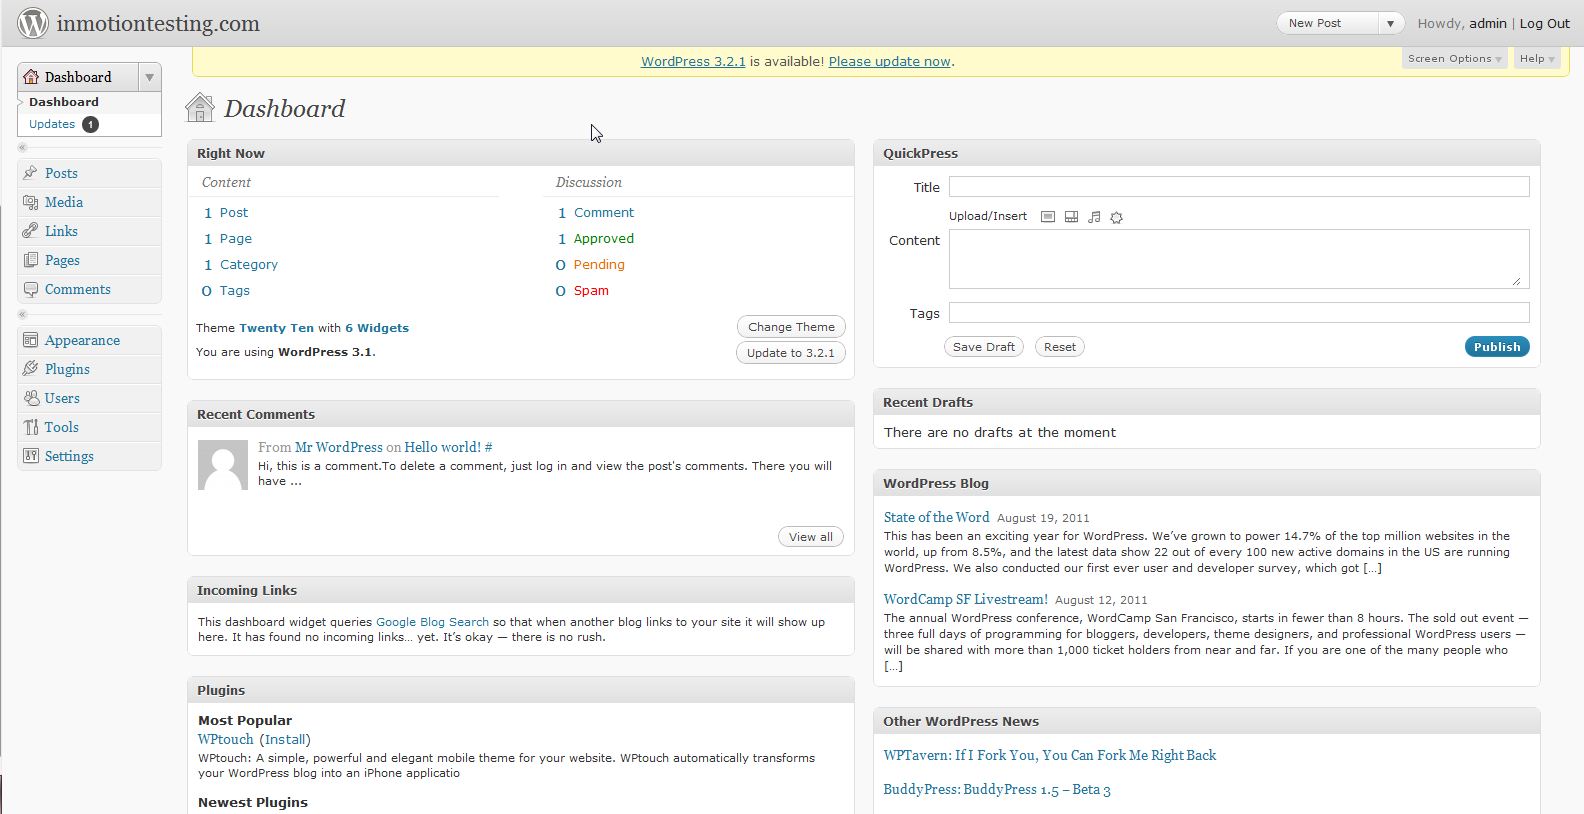 inmotiontesting.com
New Post
Howdy, admin | Log Out
WordPress 3.2.1 is available! Please update now.
Screen Options
Help
Dashboard
Dashboard
Updates 1
Posts
Media
Links
Pages
Comments
Appearance
Plugins
Users
Tools
Settings
Dashboard
Right Now
Content
1 Post
1 Page
1 Category
0 Tags
Discussion
1 Comment
1 Approved
0 Pending
0 Spam
Theme Twenty Ten with 6 Widgets
Change Theme
You are using WordPress 3.1.
Update to 3.2.1
Recent Comments
From Mr WordPress on Hello world! #
Hi, this is a comment.To delete a comment, just log in and view the post's comments. There you will
have ...
View all
Incoming Links
This dashboard widget queries Google Blog Search so that when another blog links to your site it will show up
here. It has found no incoming links… yet. It’s okay — there is no rush.
Plugins
Most Popular
WPtouch (Install)
WPtouch: A simple, powerful and elegant mobile theme for your website. WPtouch automatically transforms
your WordPress blog into an iPhone applicatio
Newest Plugins
QuickPress
Title
Upload/Insert
Content
Tags
Save Draft
Reset
Publish
Recent Drafts
There are no drafts at the moment
WordPress Blog
State of the Word August 19, 2011
This has been an exciting year for WordPress. We’ve grown to power 14.7% of the top million websites in the
world, up from 8.5%, and the latest data show 22 out of every 100 new active domains in the US are running
WordPress. We also conducted our first ever user and developer survey, which got […]
WordCamp SF Livestream! August 12, 2011
The annual WordPress conference, WordCamp San Francisco, starts in fewer than 8 hours. The sold out event —
three full days of programming for bloggers, developers, theme designers, and professional WordPress users —
will be shared with more than 1,000 ticket holders from near and far. If you are one of the many people who
[…]
Other WordPress News
WPTavern: If I Fork You, You Can Fork Me Right Back
BuddyPress: BuddyPress 1.5 – Beta 3